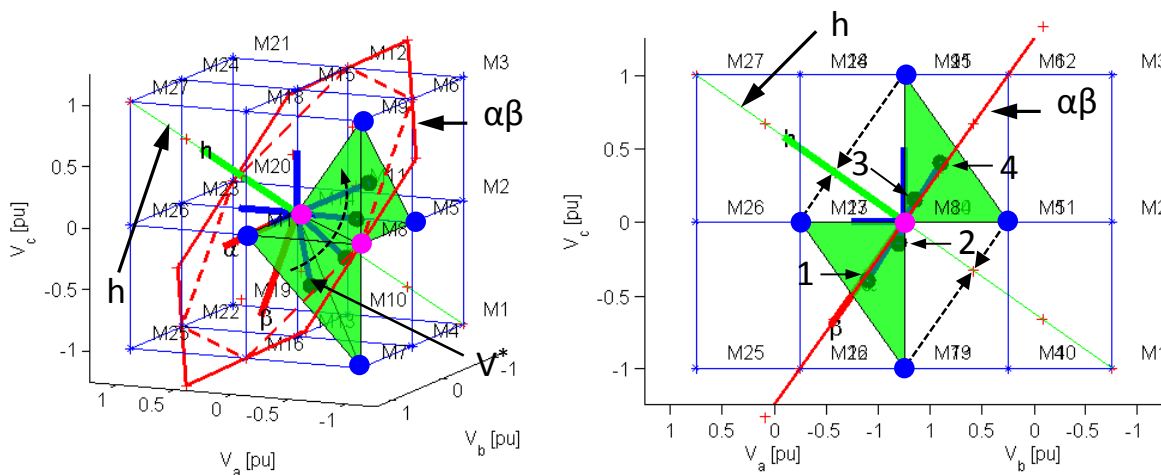 M21
M24
M27
M12
M15
M18
M3
M6
M9
αβ
h
M20
M23
M26
M11
M2
M5
M8
α
h
M19
M22
M25
β
M10
M13
M16
M1
M4
M7
V*
1
0.5
0
-0.5
-1
V_c [pu]
1
0.5
0
-0.5
-1
V_a [pu]
1
0
-1
V_b [pu]
h
M27
M3
αβ
h
3
4
M26
M2
2
1
β
M25
M1
1
0.5
0
-0.5
-1
V_c [pu]
1
0.5
0
-0.5
-1
1
0.5
0
-0.5
-1
V_a [pu]
V_b [pu]